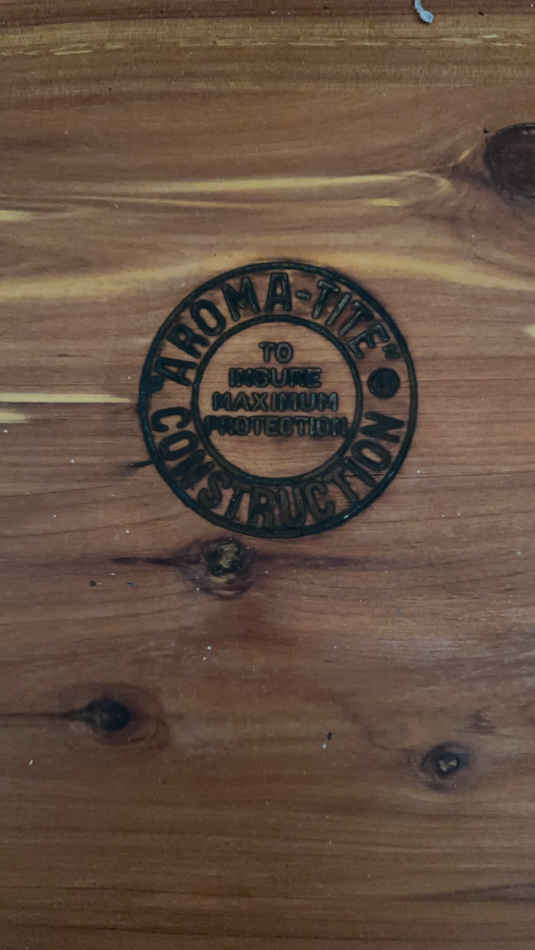 "AROMA-TITE"
TO
INSURE
MAXIMUM
PROTECTION
CONSTRUCTION